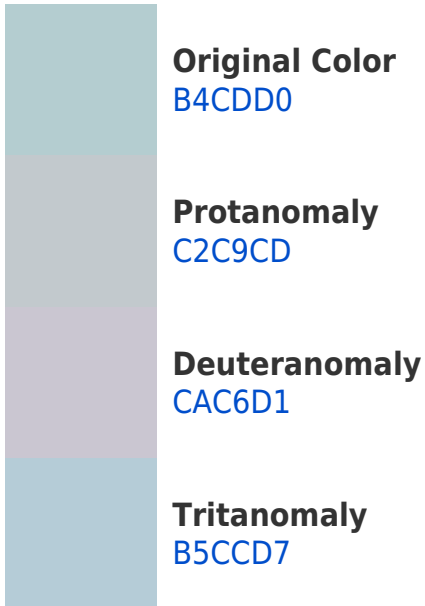 Original Color
B4CDD0
Protanomaly
C2C9CD
Deuteranomaly
CAC6D1
Tritanomaly
B5CCD7